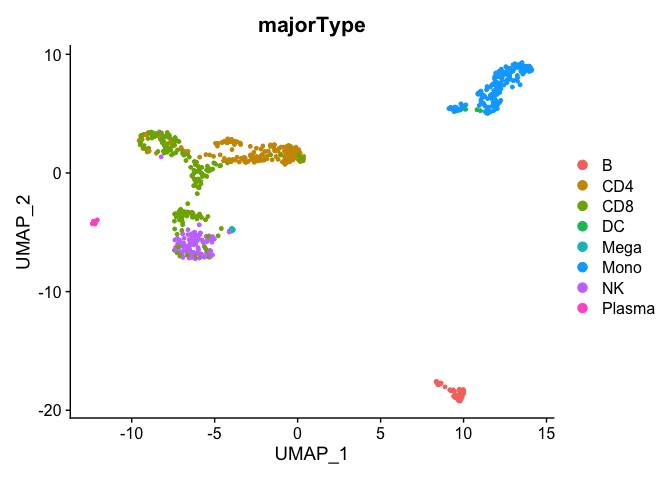 majorType
10
0
-10
-20
UMAP_2
-10
-5
0
5
10
15
UMAP_1
B
CD4
CD8
DC
Mega
Mono
NK
Plasma